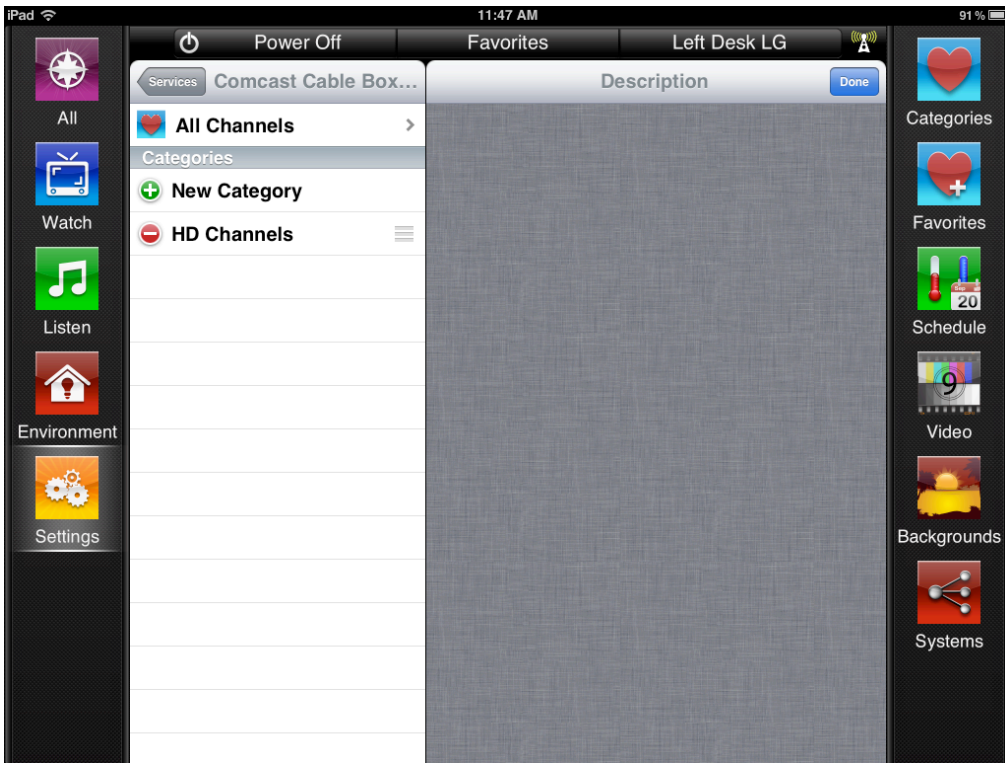 iPad 11:47 AM 91 %
Power Off Favorites Left Desk LG
Services Comcast Cable Box... Description Done
All Channels
Categories
New Category
HD Channels
All
Watch
Listen
Environment
Settings
Categories
Favorites
Sep
20
Schedule
9
Video
Backgrounds
Systems